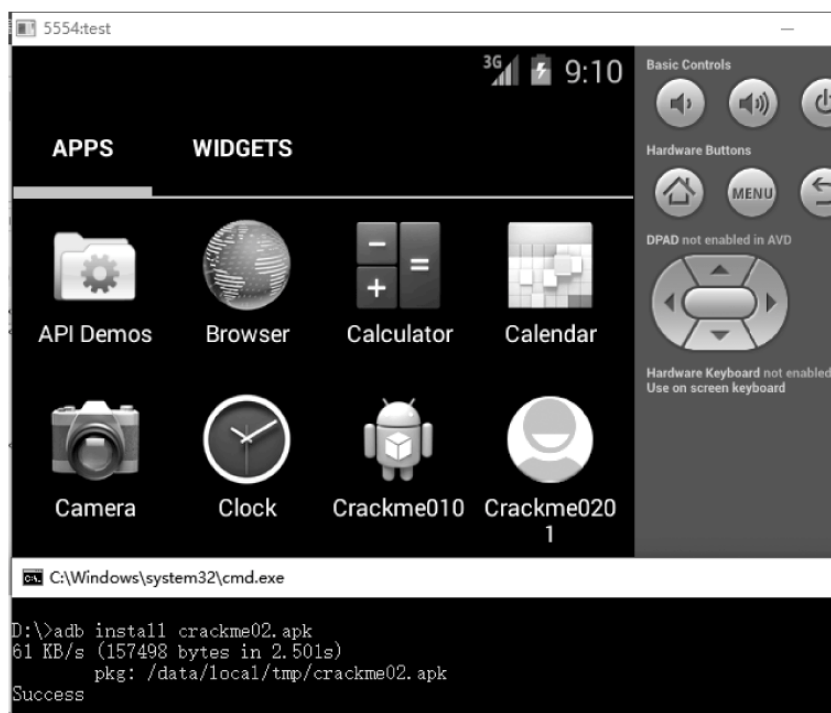 5554:test
3G 9:10
Basic Controls
APPS WIDGETS
Hardware Buttons
MENU
DPAD not enabled in AVD
API Demos Browser Calculator Calendar
Hardware Keyboard not enabled
Use on screen keyboard
Camera Clock Crackme010 Crackme020
1
C:\Windows\system32\cmd.exe
D:\>adb install crackme02.apk
61 KB/s (157498 bytes in 2.501s)
pkg: /data/local/tmp/crackme02.apk
Success